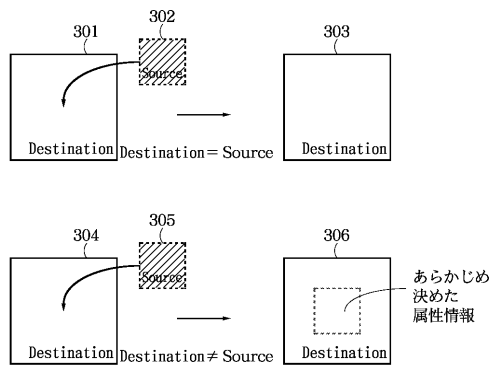 301
302
303
Source
Destination
Destination = Source
Destination
304
305
306
Source
あらかじめ
決めた
属性情報
Destination
Destination ≠ Source
Destination